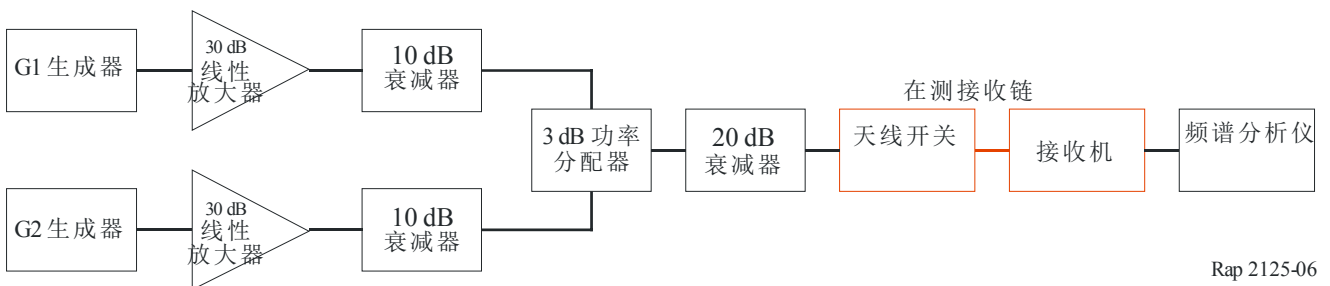 G1 生成器
30 dB
线性
放大器
10 dB
衰减器
G2 生成器
30 dB
线性
放大器
10 dB
衰减器
3 dB 功率
分配器
20 dB
衰减器
在测接收链
天线开关
接收机
频谱分析仪
Rap 2125-06